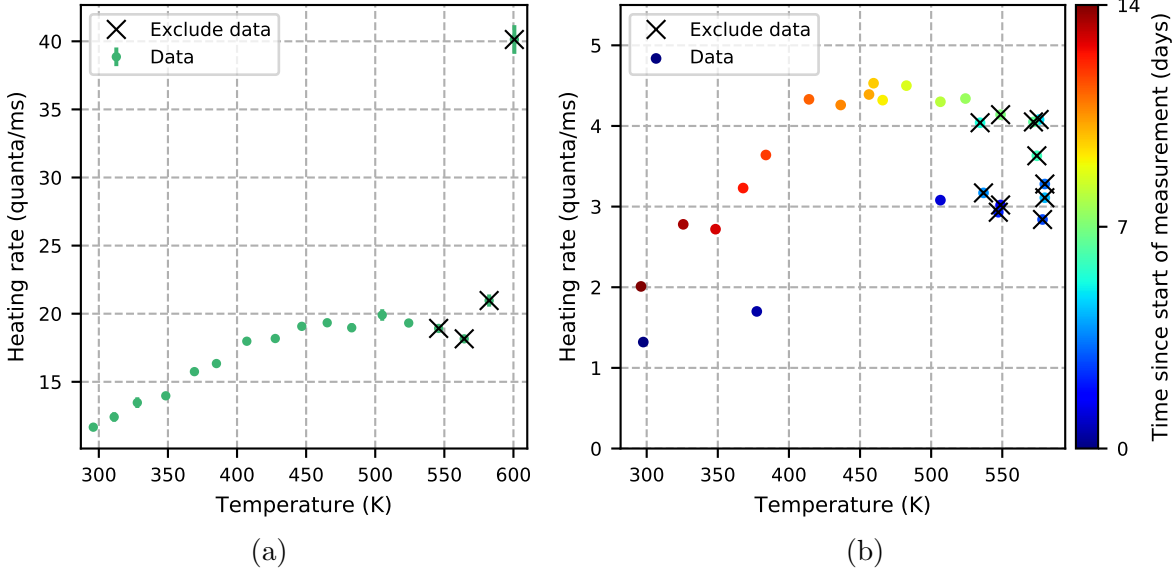 Exclude data
Data
40
35
30
25
20
15
Heating rate (quanta/ms)
300
350
400
450
500
550
600
Temperature (K)
(a)
Exclude data
Data
5
4
3
2
1
0
Heating rate (quanta/ms)
300
350
400
450
500
550
Temperature (K)
(b)
14
7
0
Time since start of measurement (days)